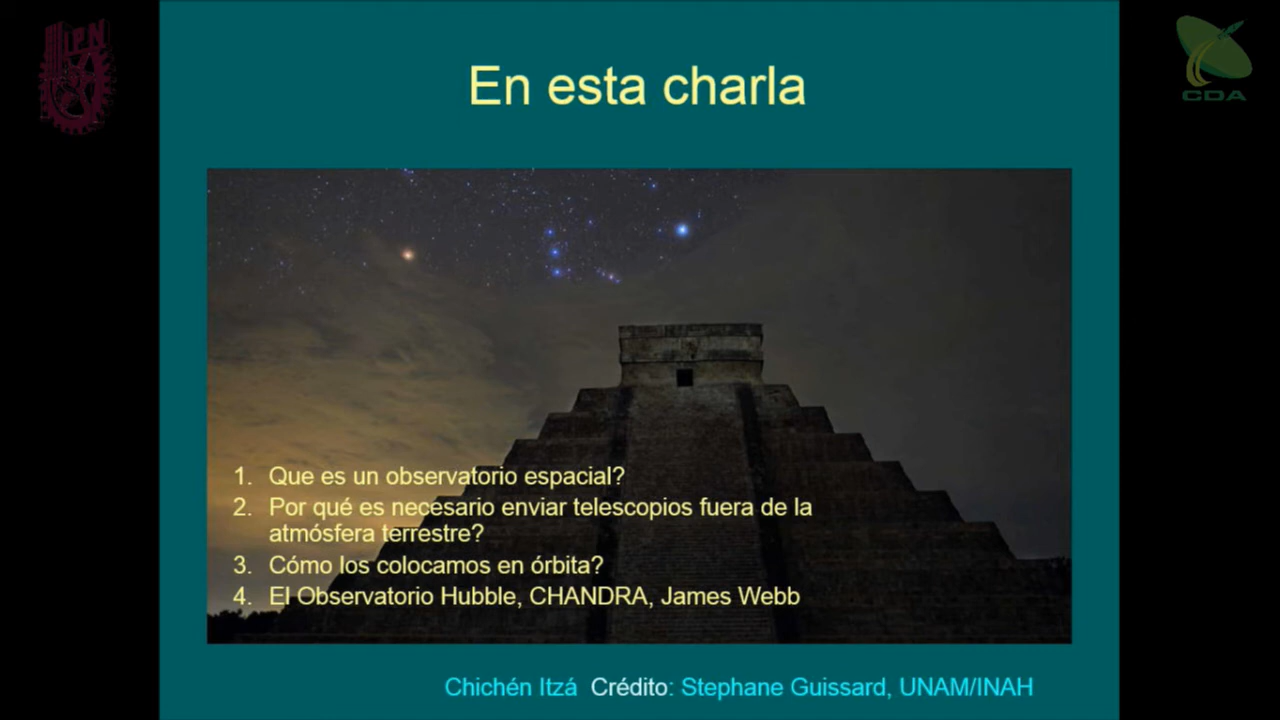 IPN
CDA
En esta charla
1. Que es un observatorio espacial?
2. Por qué es necesario enviar telescopios fuera de la
atmósfera terrestre?
3. Cómo los colocamos en órbita?
4. El Observatorio Hubble, CHANDRA, James Webb
Chichén Itzá Crédito: Stephane Guissard, UNAM/INAH